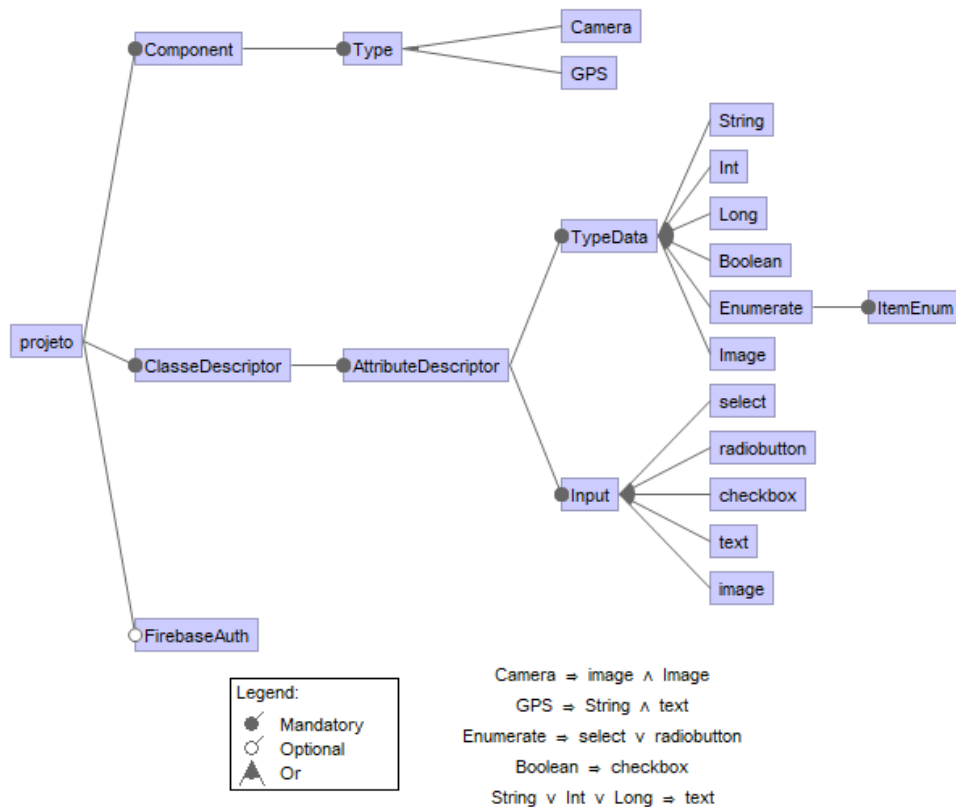 Component
Type
Camera
GPS
String
Int
Long
TypeData
Boolean
Enumerate
ItemEnum
projeto
ClasseDescriptor
AttributeDescriptor
Image
select
radiobutton
Input
checkbox
text
image
FirebaseAuth
Legend:
Mandatory
Optional
Or
Camera ⇒ image ∧ Image
GPS ⇒ String ∧ text
Enumerate ⇒ select ∨ radiobutton
Boolean ⇒ checkbox
String ∨ Int ∨ Long ⇒ text